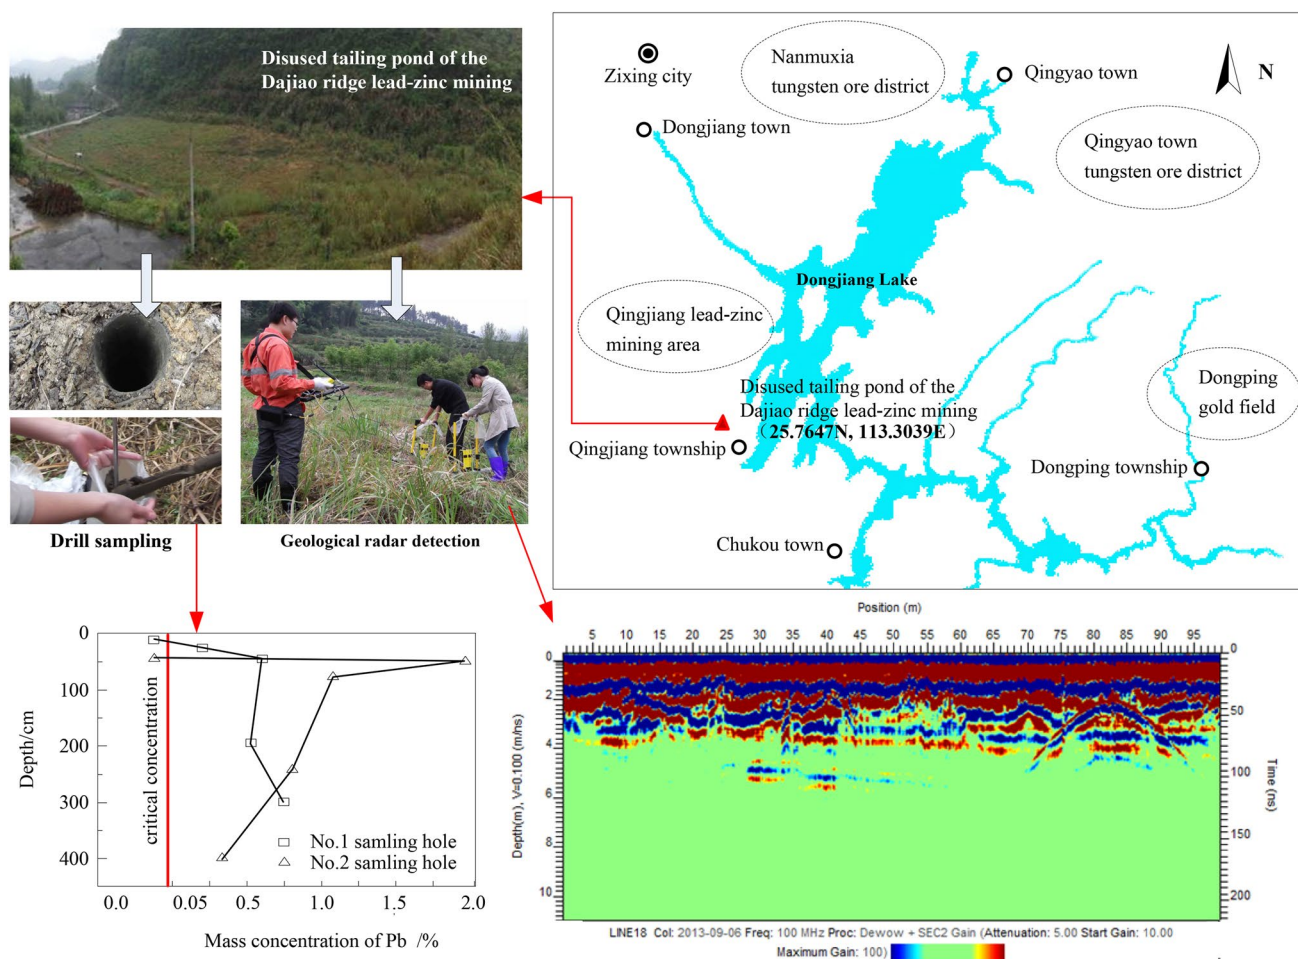 Disused tailing pond of the
Dajiao ridge lead-zinc mining
Drill sampling
Geological radar detection
Zixing city
Nanmuxia
tungsten ore district
Qingyao town
N
Dongjiang town
Qingyao town
tungsten ore district
Dongjiang Lake
Qingjiang lead-zinc
mining area
Disused tailing pond of the
Dajiao ridge lead-zinc mining
（25.7647N, 113.3039E）
Qingjiang township
Dongping
gold field
Dongping township
Chukou town
0
100
200
300
400
Depth/cm
critical concentration
No.1 samling hole
No.2 samling hole
0.0 0.05 1.0 1.5 2.0
Mass concentration of Pb /%
Position (m)
5 10 15 20 25 30 35 40 45 50 55 60 65 70 75 80 85 90 95
0
2
4
6
8
10
Depth(m), V=0.100 (m/ns)
0
50
100
150
200
Time (ns)
LINE18 Col: 2013-09-06 Freq: 100 MHz Proc: Dewow + SEC2 Gain (Attenuation: 5.00 Start Gain: 10.00
Maximum Gain: 100)